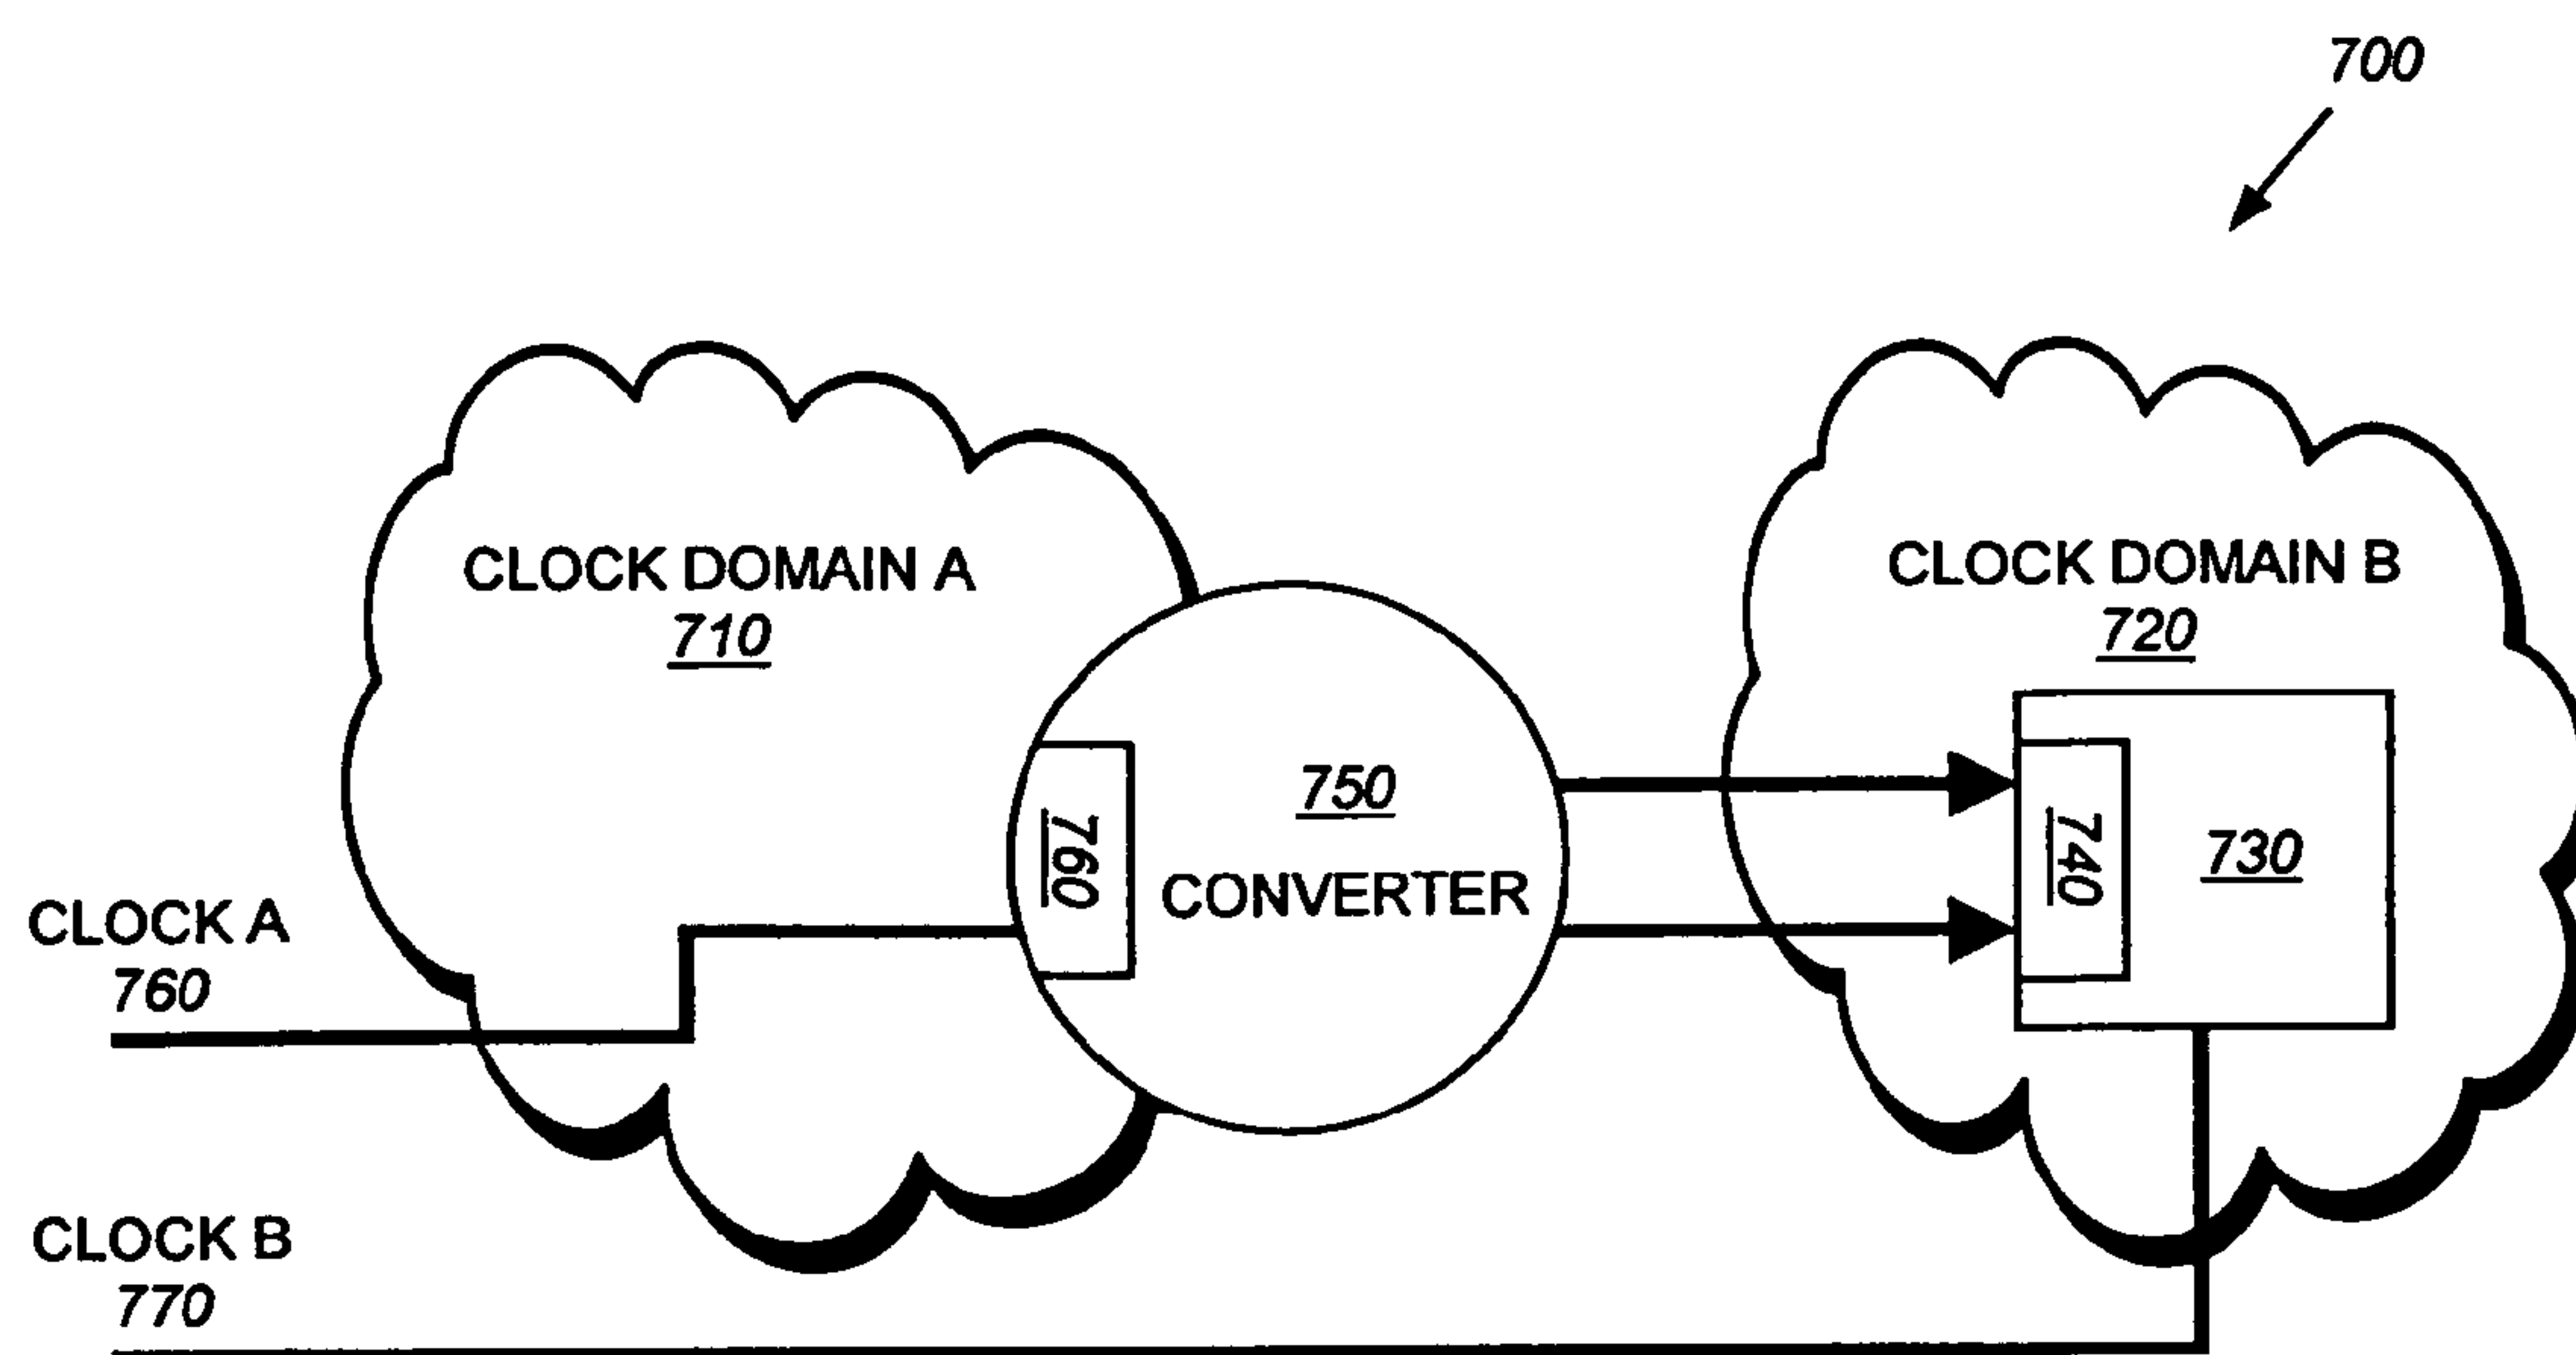 700
CLOCK DOMAIN A
710
CLOCK DOMAIN B
720
760
750
CONVERTER
740
730
CLOCK A
760
CLOCK B
770